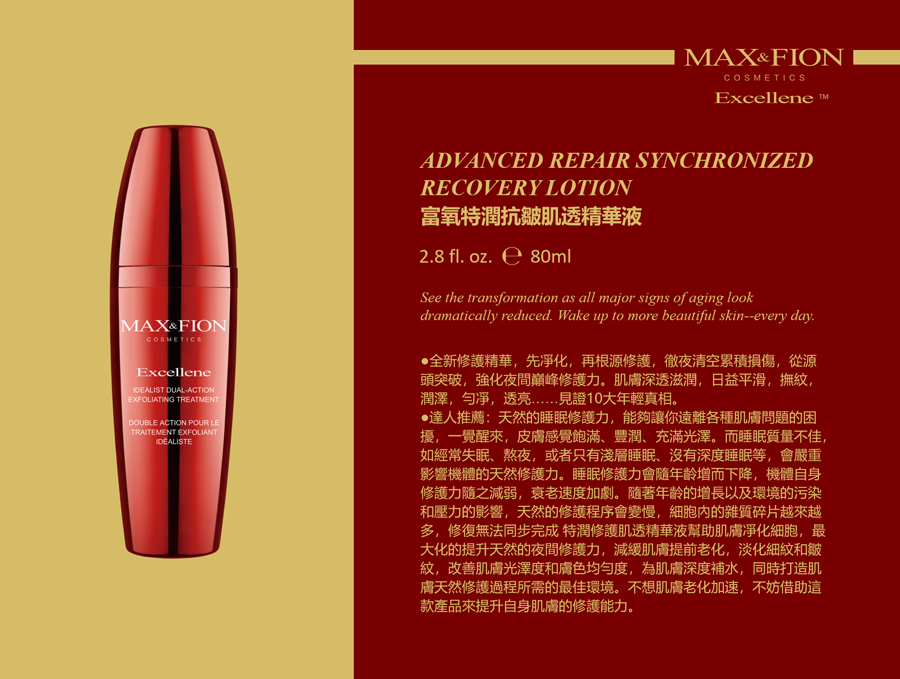 MAX&FION
COSMETICS
Excellene
IDEALIST DUAL-ACTION
EXFOLIATING TREATMENT
DOUBLE ACTION POUR LE
TRAITEMENT EXFOLIANT
IDÉALISTE
MAX&FION
COSMETICS
Excellene TM
ADVANCED REPAIR SYNCHRONIZED
RECOVERY LOTION
富氧特潤抗皺肌透精華液
2.8 fl. oz. ℮ 80ml
See the transformation as all major signs of aging look
dramatically reduced. Wake up to more beautiful skin--every day.
●全新修護精華，先凈化，再根源修護，徹夜清空累積損傷，從源
頭突破，強化夜間巔峰修護力。肌膚深透滋潤，日益平滑，撫紋，
潤澤，勻凈，透亮……見證10大年輕真相。
●達人推薦：天然的睡眠修護力，能夠讓你遠離各種肌膚問題的困
擾，一覺醒來，皮膚感覺飽滿、豐潤、充滿光澤。而睡眠質量不佳，
如經常失眠、熬夜，或者只有淺層睡眠、沒有深度睡眠等，會嚴重
影響機體的天然修護力。睡眠修護力會隨年齡增而下降，機體自身
修護力隨之減弱，衰老速度加劇。隨著年齡的增長以及環境的污染
和壓力的影響，天然的修護程序會變慢，細胞內的雜質碎片越來越
多，修復無法同步完成 特潤修護肌透精華液幫助肌膚凈化細胞，最
大化的提升天然的夜間修護力，減緩肌膚提前老化，淡化細紋和皺
紋，改善肌膚光澤度和膚色均勻度，為肌膚深度補水，同時打造肌
膚天然修護過程所需的最佳環境。不想肌膚老化加速，不妨借助這
款產品來提升自身肌膚的修護能力。